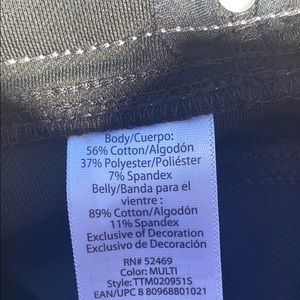 Body/Cuerpo:
56% Cotton/Algodón
37% Polyester/Poliéster
7% Spandex
Belly/Banda para el
vientre :
89% Cotton/Algodón
11% Spandex
Exclusive of Decoration
Exclusivo de Decoración
RN# 52469
Color: MULTI
Style: TTM020951S
EAN/UPC 8 80968801021